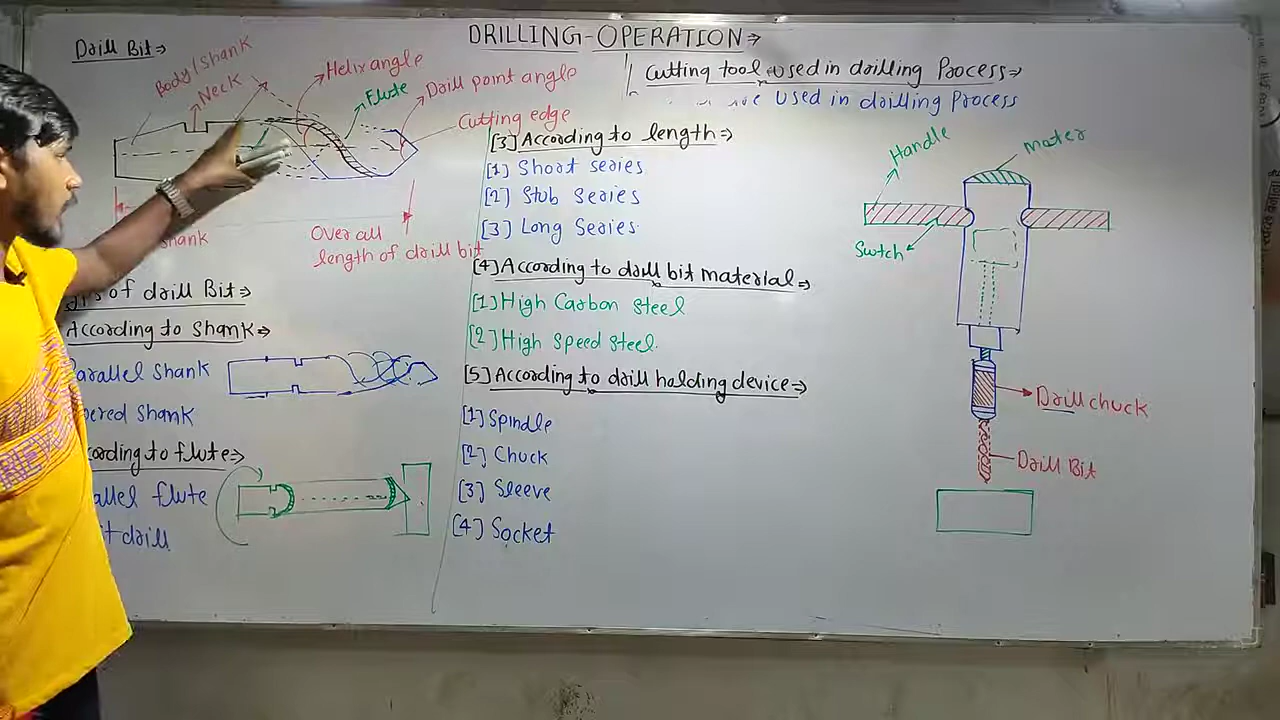 DRILLING-OPERATION⇒
Drill Bit⇒
Body/Shank
Neck
Helix angle
Flute
Drill point angle
Cutting edge
shank
Over all
length of drill bit
of drill Bit⇒
According to Shank⇒
Parallel Shank
pered Shank
cording to flute⇒
allel flute
t drill
Cutting tool used in drilling Process⇒
used in drilling Process
[3] According to length⇒
[1] Short series
[2] Stub Series
[3] Long Series
[4] According to drill bit material⇒
[1] High Carbon Steel
[2] High Speed Steel.
[5] According to drill holding device⇒
[1] Spindle
[2] Chuck
[3] Sleeve
[4] Socket
Handle
Mater
Swtch
Drill chuck
Drill Bit